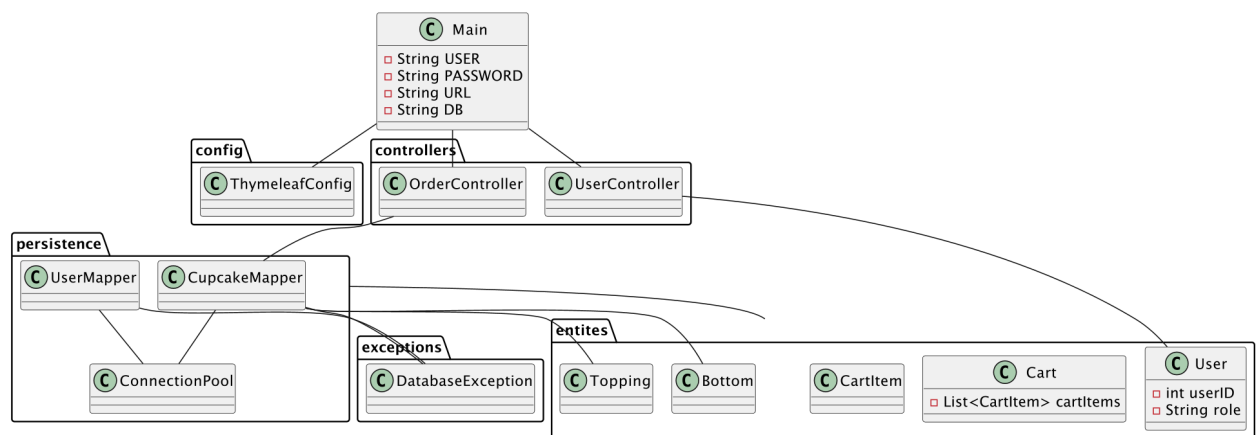 C Main
String USER
String PASSWORD
String URL
String DB
config
controllers
C ThymeleafConfig
C OrderController
C UserController
persistence
C UserMapper
C CupcakeMapper
C ConnectionPool
exceptions
C DatabaseException
entites
C Topping
C Bottom
C CartItem
C Cart
List<CartItem> cartItems
C User
int userID
String role